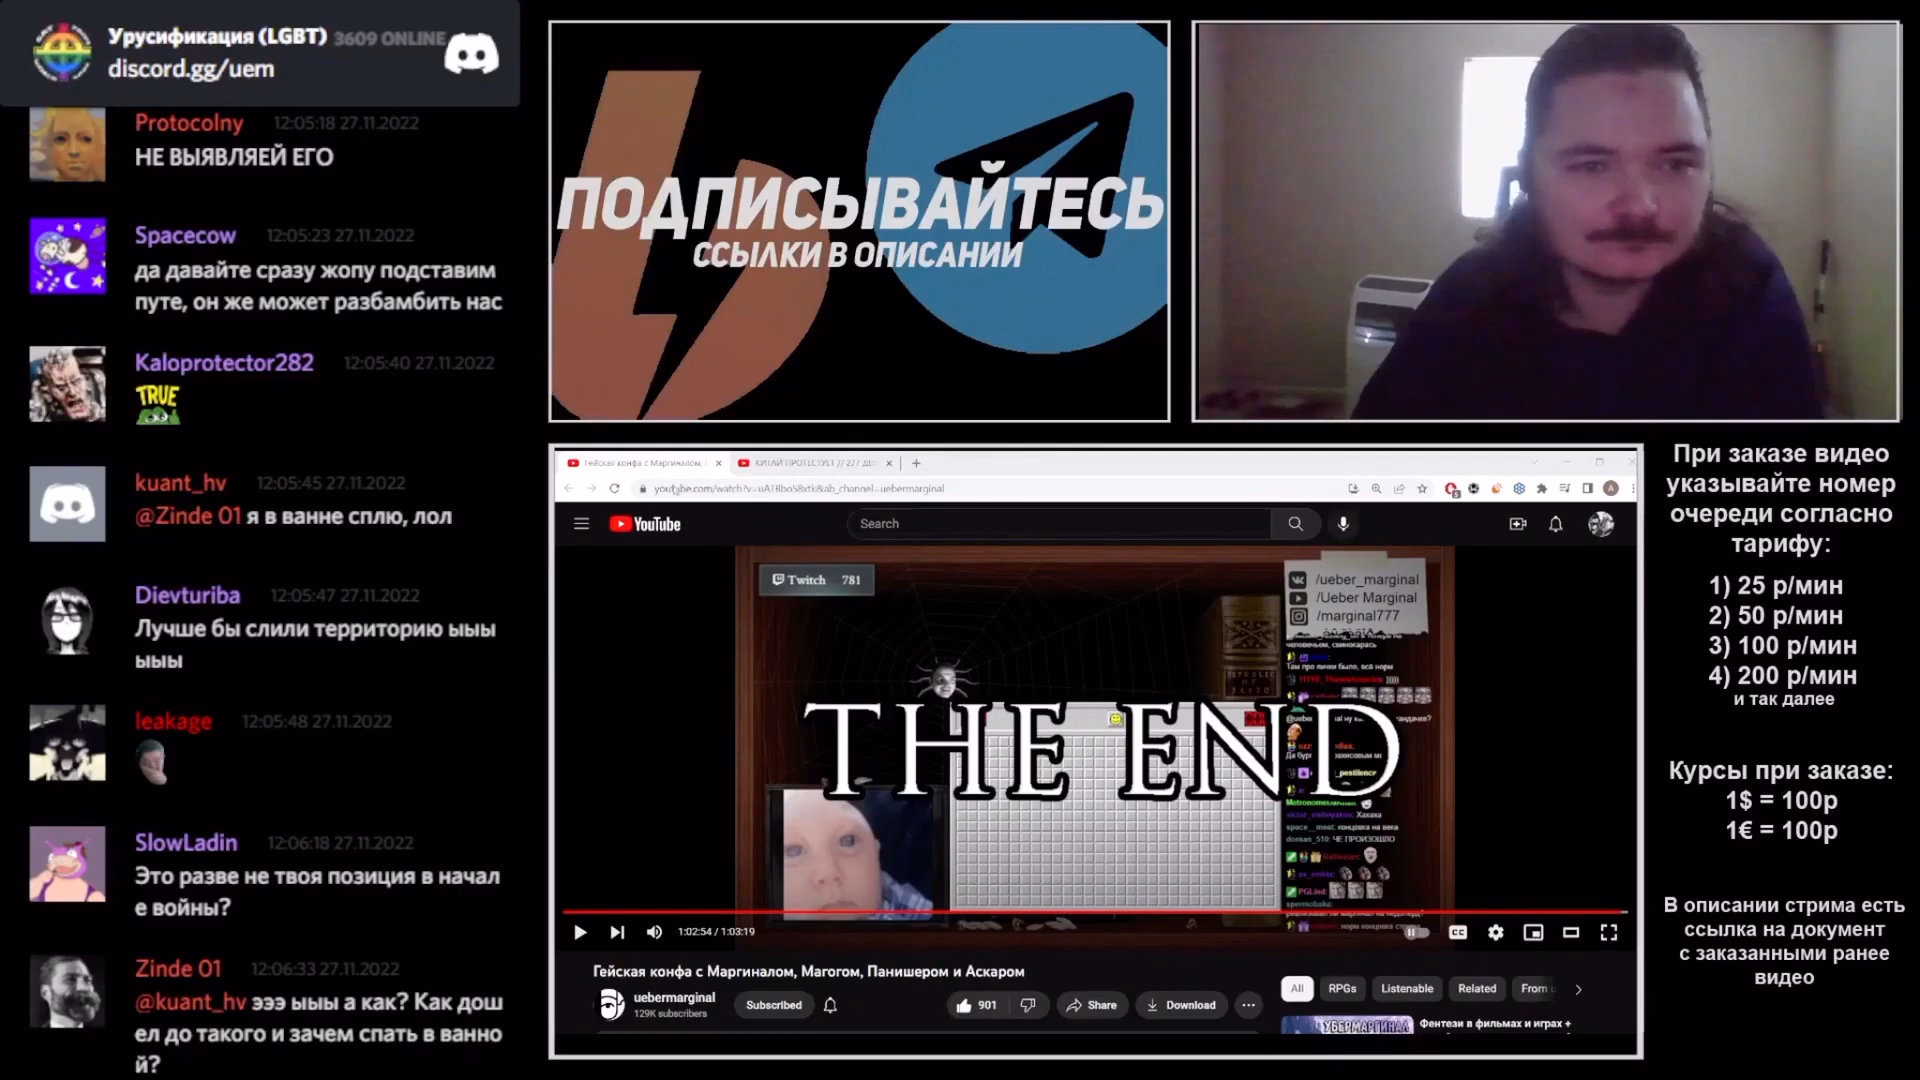 Урусификация (LGBT) 3609 ONLINE
discord.gg/uem
Protocolny 12:05:18 27.11.2022
НЕ ВЫЯВЛЯЕЙ ЕГО
Spacecow 12:05:23 27.11.2022
да давайте сразу жопу подставим
путе, он же может разбамбить нас
Kaloprotector282 12:05:40 27.11.2022
TRUE
kuant_hv 12:05:45 27.11.2022
@Zinde 01 я в ванне сплю, лол
Dievturiba 12:05:47 27.11.2022
Лучше бы слили территорию ыыы
ыыы
leakage 12:05:48 27.11.2022
SlowLadin 12:06:18 27.11.2022
Это разве не твоя позиция в начал
е войны?
Zinde 01 12:06:33 27.11.2022
@kuant_hv эээ ыыы а как? Как дош
ел до такого и зачем спать в ванно
й?
ПОДПИСЫВАЙТЕСЬ
ССЫЛКИ В ОПИСАНИИ
Гейская конфа с Маргиналом,
КИТАЙ ПРОТЕСТУЕТ // 277 ДЕ
YouTube
Search
Twitch 781
/ueber_marginal
/Ueber Marginal
/marginal777
THE END
1:02:54 / 1:03:19
Гейская конфа с Маргиналом, Магогом, Панишером и Аскаром
uebermarginal
129K subscribers
Subscribed
901
Share
Download
All
RPGs
Listenable
Related
From
УБЕРМАРГИНАЛ
Фентези в фильмах и играх +
При заказе видео
указывайте номер
очереди согласно
тарифу:
1) 25 р/мин
2) 50 р/мин
3) 100 р/мин
4) 200 р/мин
и так далее
Курсы при заказе:
1$ = 100р
1€ = 100р
В описании стрима есть
ссылка на документ
с заказанными ранее
видео